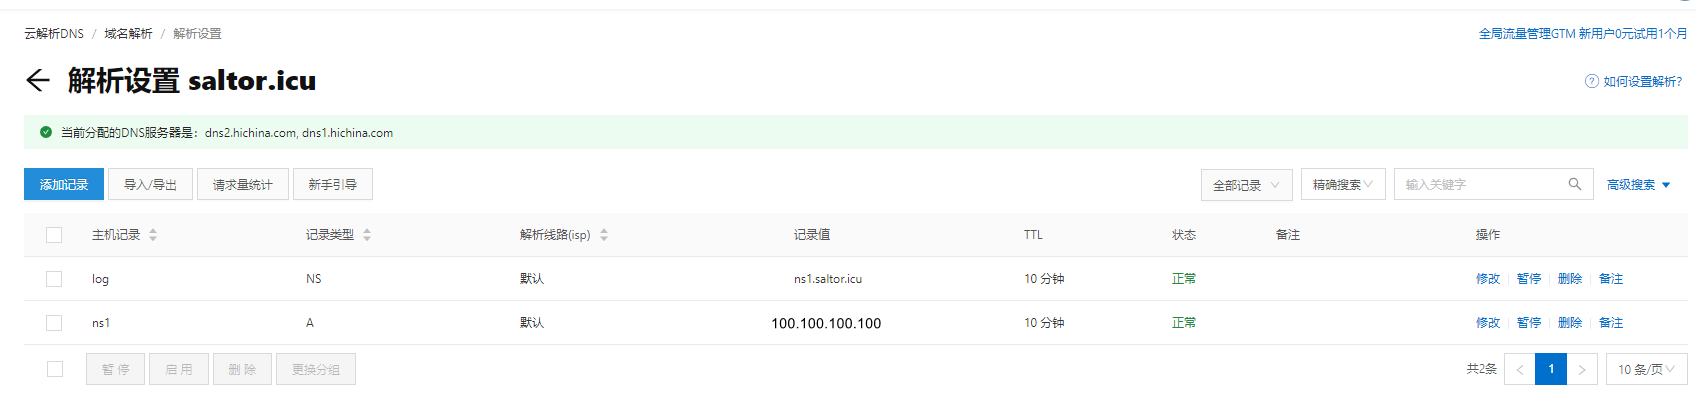 云解析DNS / 域名解析 / 解析设置
全局流量管理GTM 新用户0元试用1个月
解析设置 saltor.icu
如何设置解析?
当前分配的DNS服务器是: dns2.hichina.com, dns1.hichina.com
添加记录 导入/导出 请求量统计 新手引导 全部记录 精确搜索 输入关键字 高级搜索
主机记录 记录类型 解析线路(isp) 记录值 TTL 状态 备注 操作
log NS 默认 ns1.saltor.icu 10 分钟 正常 修改 暂停 删除 备注
ns1 A 默认 100.100.100.100 10 分钟 正常 修改 暂停 删除 备注
暂停 启用 删除 更换分组 共2条 < 1 > 10 条/页